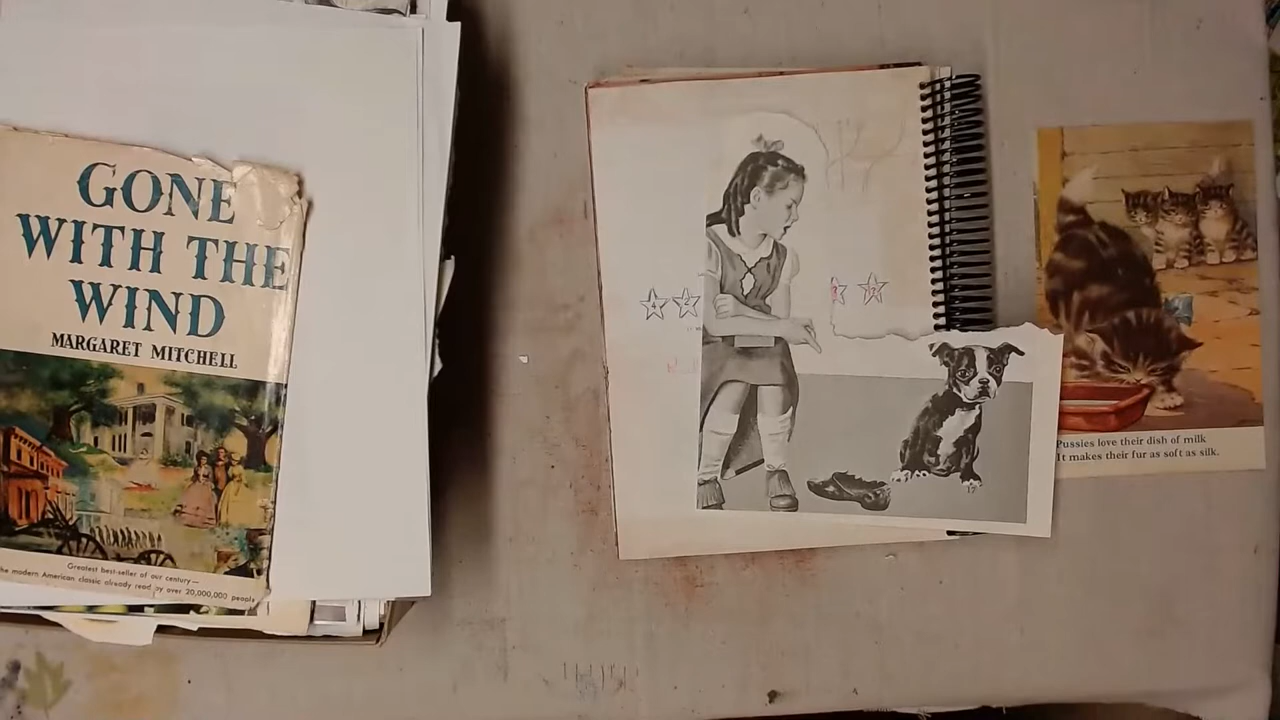 GONE
WITH THE
WIND
MARGARET MITCHELL
Greatest best-seller of our century—
the modern American classic already read by over 20,000,000 people
4 2
Pussies love their dish of milk
It makes their fur as soft as silk.